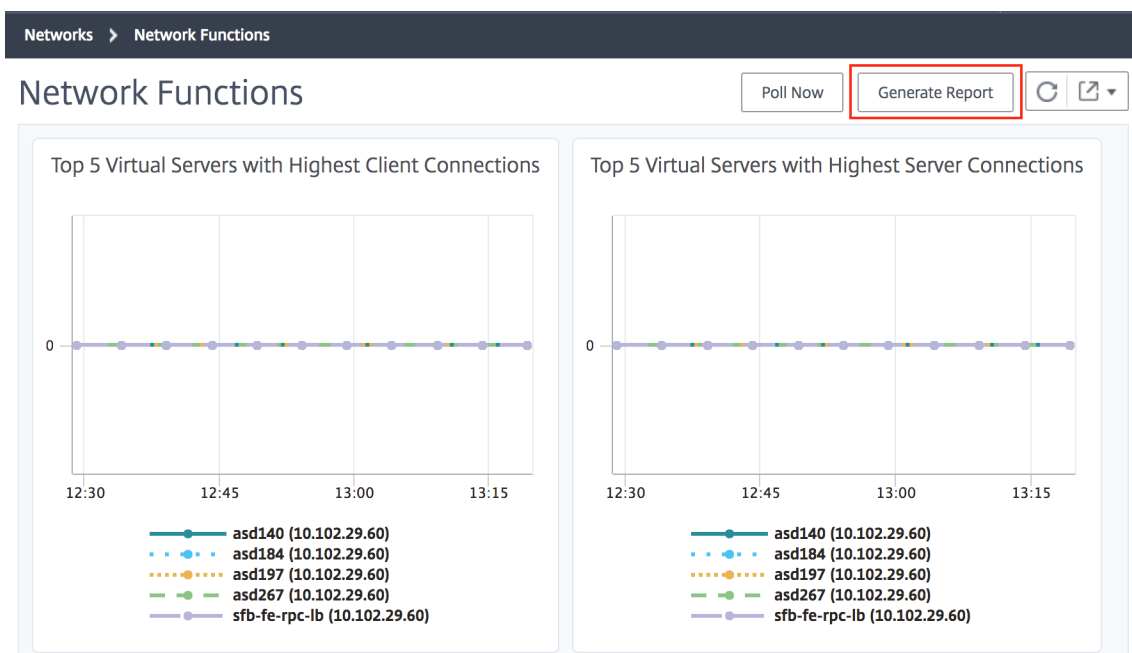 Networks > Network Functions
Network Functions
Poll Now
Generate Report
Top 5 Virtual Servers with Highest Client Connections
0
12:30 12:45 13:00 13:15
asd140 (10.102.29.60)
asd184 (10.102.29.60)
asd197 (10.102.29.60)
asd267 (10.102.29.60)
sfb-fe-rpc-lb (10.102.29.60)
Top 5 Virtual Servers with Highest Server Connections
0
12:30 12:45 13:00 13:15
asd140 (10.102.29.60)
asd184 (10.102.29.60)
asd197 (10.102.29.60)
asd267 (10.102.29.60)
sfb-fe-rpc-lb (10.102.29.60)